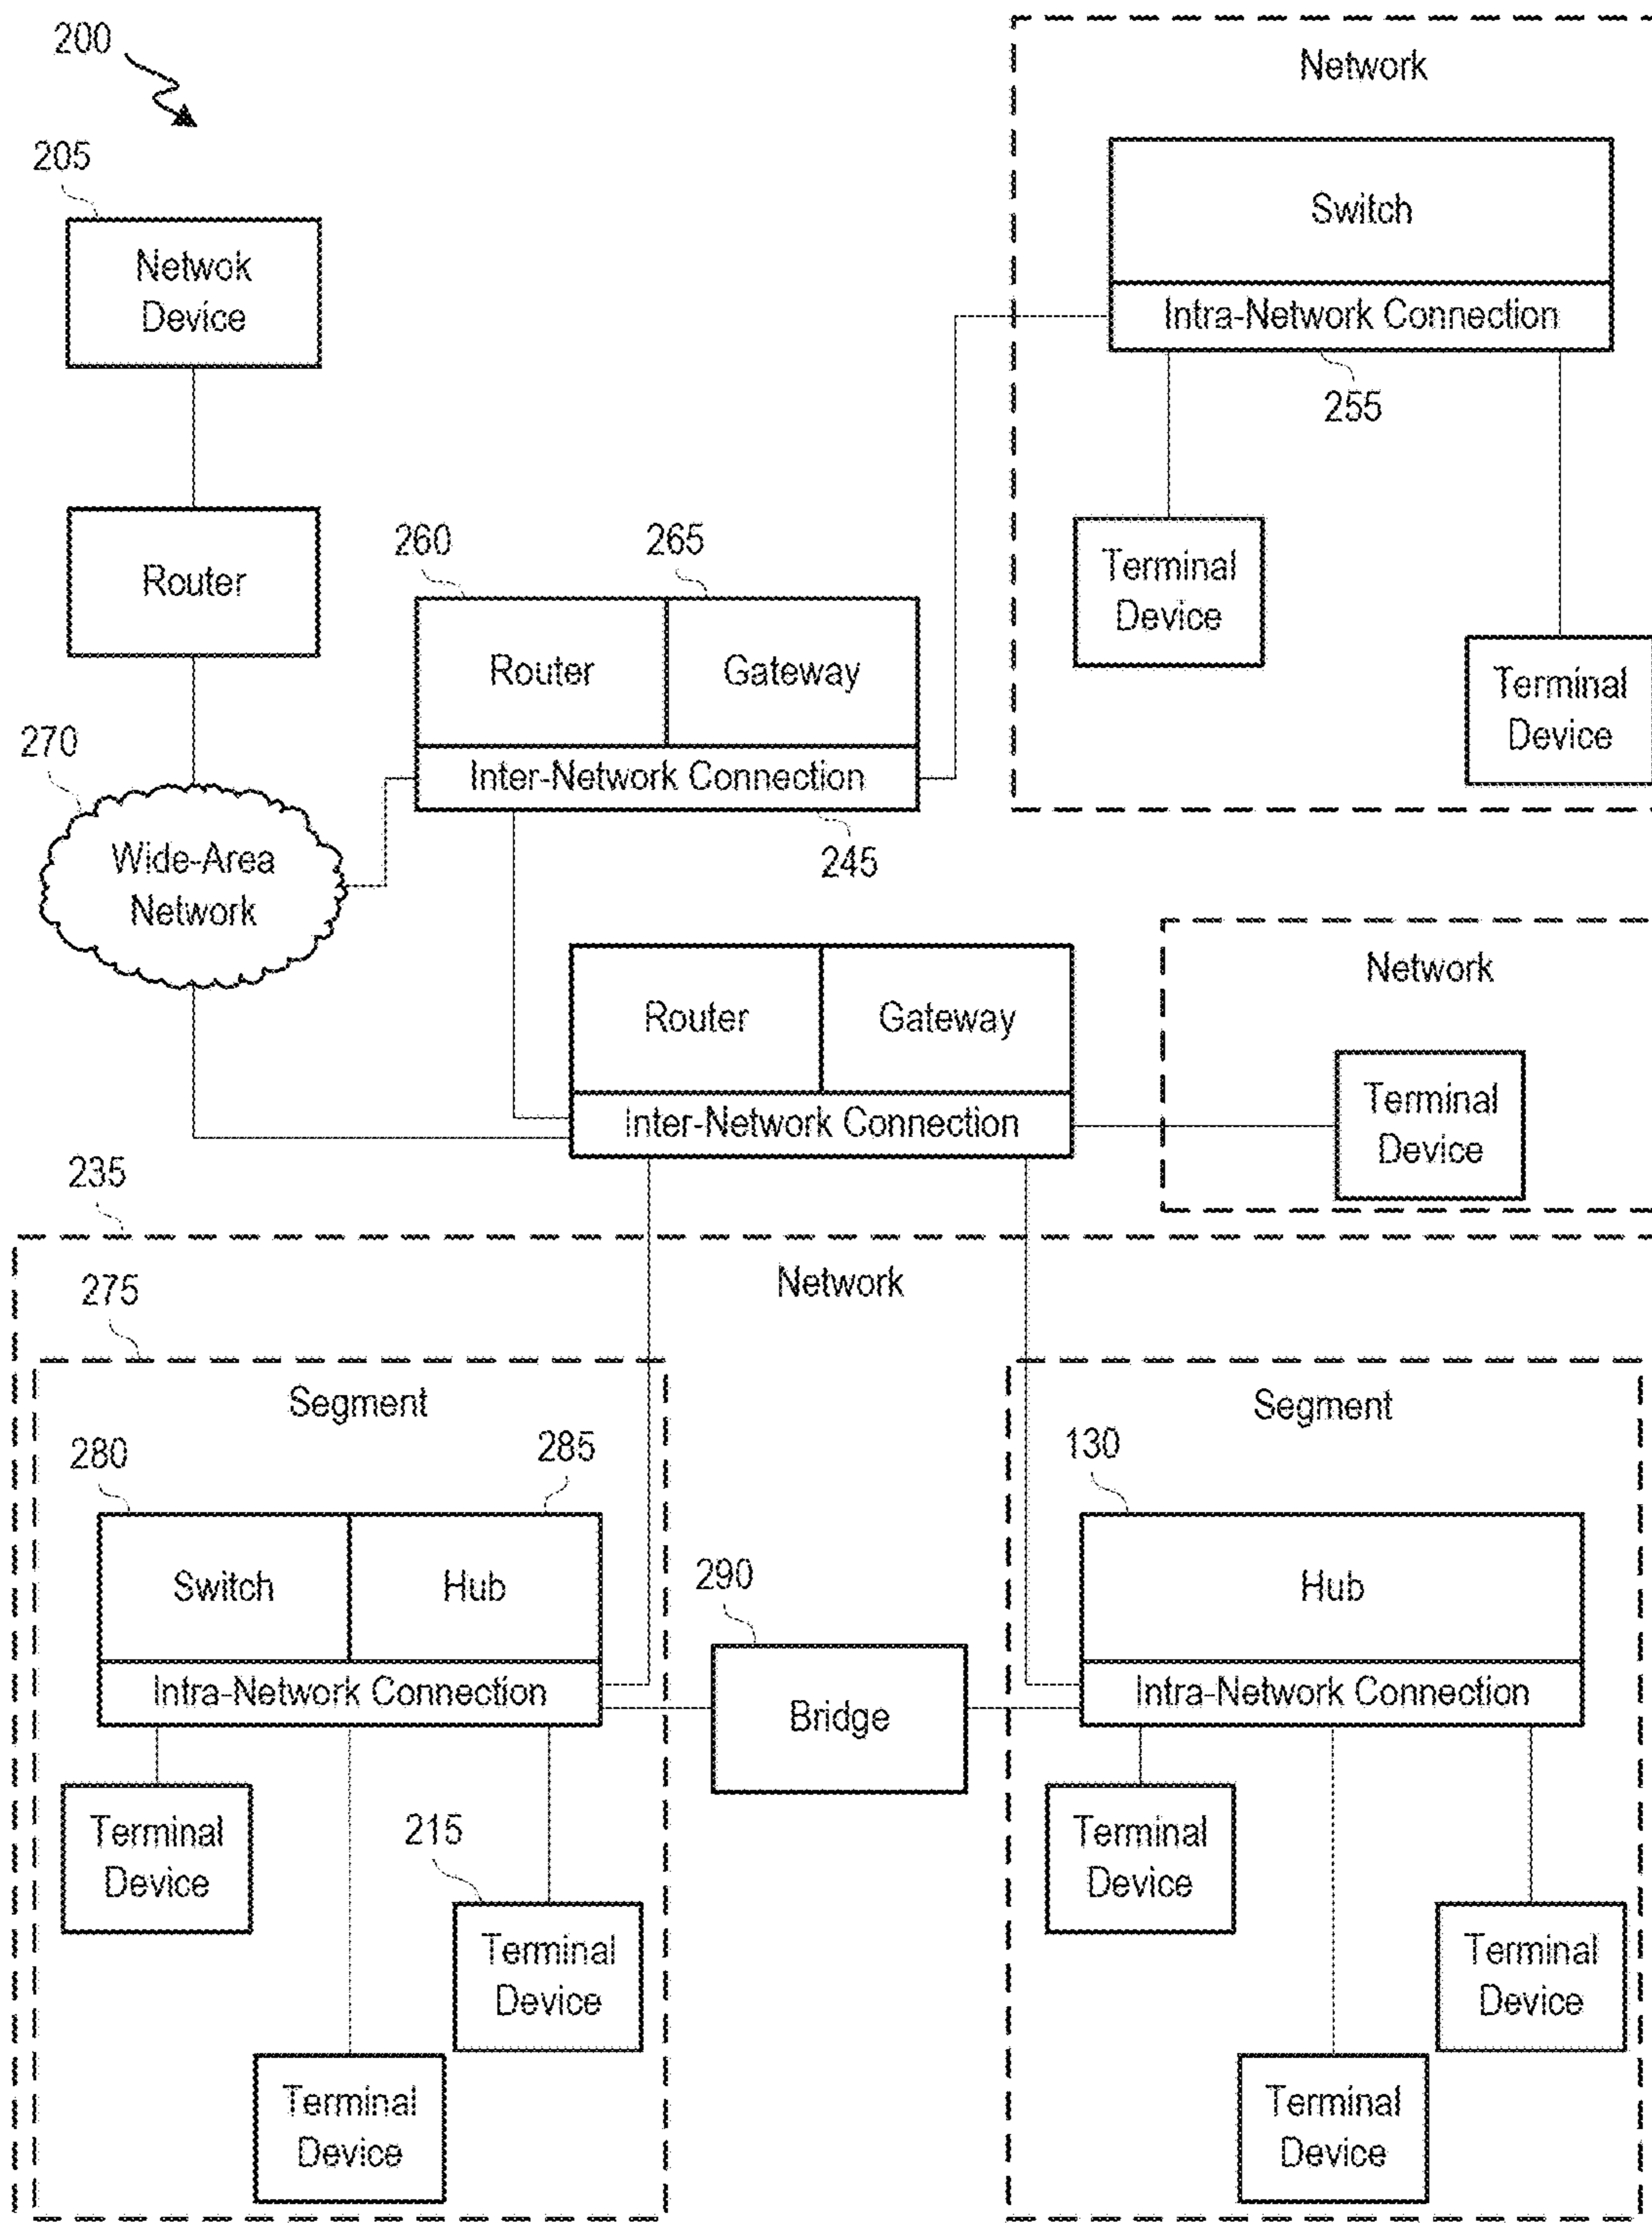 200
Network
205
Switch
Netwok
Device
Intra-Network Connection
255
260
265
Terminal
Device
Router
Router
Gateway
Terminal
Device
270
Inter-Network Connection
245
Wide-Area
Network
Network
Router
Gateway
Terminal
Device
Inter-Network Connection
235
Network
275
Segment
Segment
280
285
130
290
Switch
Hub
Hub
Intra-Network Connection
Bridge
Intra-Network Connection
Terminal
Device
215
Terminal
Device
Terminal
Device
Terminal
Device
Terminal
Device
Terminal
Device